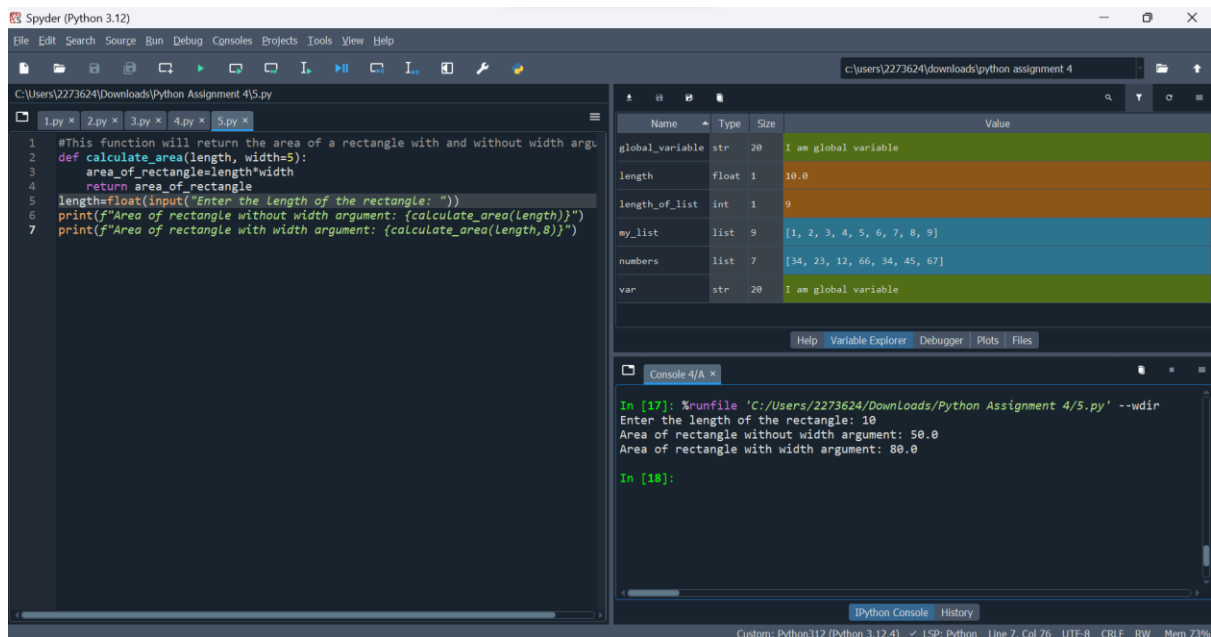 Spyder (Python 3.12)
File Edit Search Source Run Debug Consoles Projects Tools View Help
c:\users\2273624\downloads\python assignment 4
C:\Users\2273624\Downloads\Python Assignment 4\5.py
1.py × 2.py × 3.py × 4.py × 5.py ×
1 #This function will return the area of a rectangle with and without width argu
2 def calculate_area(length, width=5):
3 area_of_rectangle=length*width
4 return area_of_rectangle
5 length=float(input("Enter the length of the rectangle: "))
6 print(f"Area of rectangle without width argument: {calculate_area(length)}")
7 print(f"Area of rectangle with width argument: {calculate_area(length,8)}")
Name Type Size Value
global_variable str 20 I am global variable
length float 1 10.0
length_of_list int 1 9
my_list list 9 [1, 2, 3, 4, 5, 6, 7, 8, 9]
numbers list 7 [34, 23, 12, 66, 34, 45, 67]
var str 20 I am global variable
Help Variable Explorer Debugger Plots Files
Console 4/A ×
In [17]: %runfile 'C:/Users/2273624/Downloads/Python Assignment 4/5.py' --wdir
Enter the length of the rectangle: 10
Area of rectangle without width argument: 50.0
Area of rectangle with width argument: 80.0
In [18]:
IPython Console History
Custom: Python312 (Python 3.12.4) ✓ LSP: Python Line 7, Col 76 UTF-8 CRLF RW Mem 73%